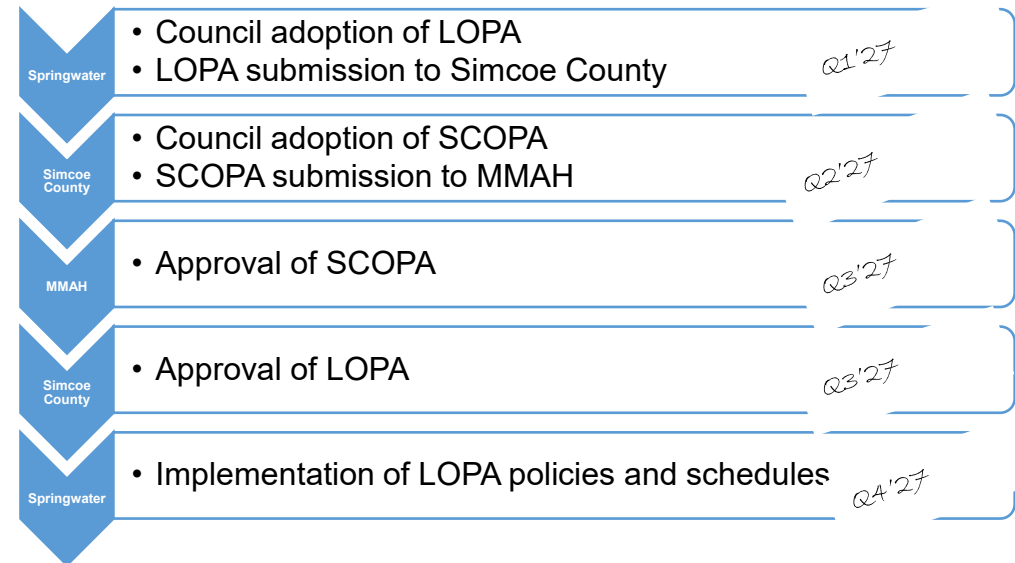 Springwater
• Council adoption of LOPA
• LOPA submission to Simcoe County
Q1'27
Simcoe
County
• Council adoption of SCOPA
• SCOPA submission to MMAH
Q2'27
MMAH
• Approval of SCOPA
Q3'27
Simcoe
County
• Approval of LOPA
Q3'27
Springwater
• Implementation of LOPA policies and schedules
Q4'27